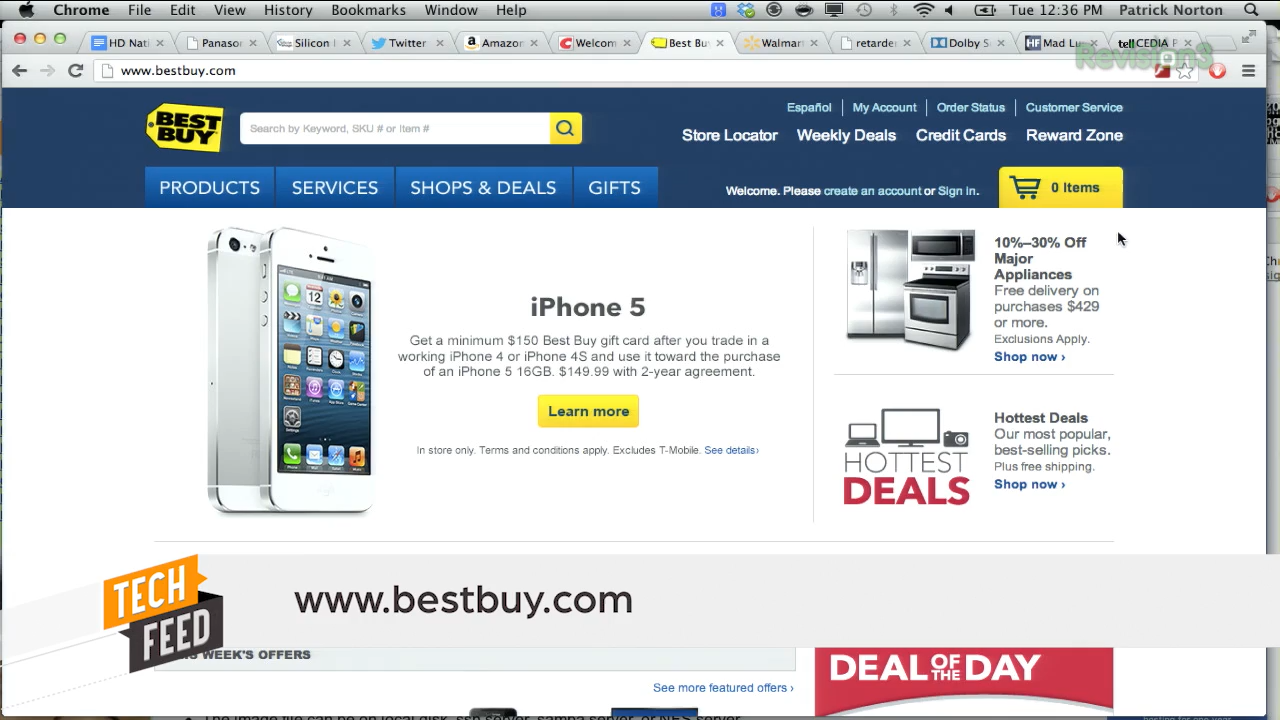 Chrome File Edit View History Bookmarks Window Help Tue 12:36 PM Patrick Norton
HD Nati Panaso Silicon I Twitter Amazon Welcom Best Bu Walmart retarde Dolby S Mad Lu tell CEDIA P
Revision3
www.bestbuy.com
BEST BUY
Search by Keyword, SKU # or Item #
Español My Account Order Status Customer Service
Store Locator Weekly Deals Credit Cards Reward Zone
PRODUCTS SERVICES SHOPS & DEALS GIFTS
Welcome. Please create an account or Sign in.
0 Items
iPhone 5
Get a minimum $150 Best Buy gift card after you trade in a
working iPhone 4 or iPhone 4S and use it toward the purchase
of an iPhone 5 16GB. $149.99 with 2-year agreement.
Learn more
In store only. Terms and conditions apply. Excludes T-Mobile. See details›
10%–30% Off
Major
Appliances
Free delivery on
purchases $429
or more.
Exclusions Apply.
Shop now ›
HOTTEST
DEALS
Hottest Deals
Our most popular,
best-selling picks.
Plus free shipping.
Shop now ›
TECH
FEED
www.bestbuy.com
WEEK'S OFFERS
See more featured offers ›
DEAL OF THE DAY